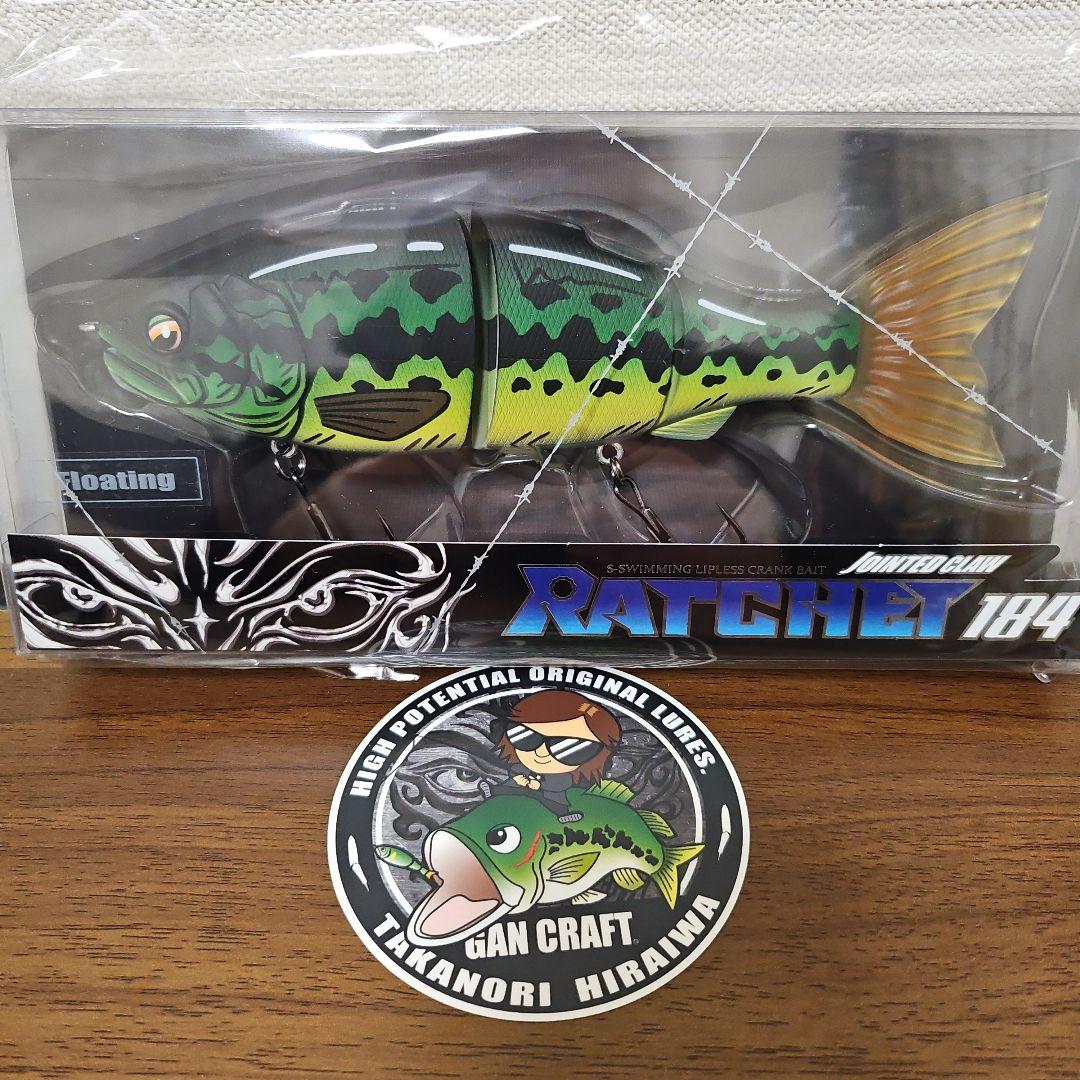 Floating
S-SWIMMING LIPLESS CRANK BAIT
JOINTED CLAW
RATCHET 184
HIGH POTENTIAL ORIGINAL LURES.
GAN CRAFT
TAKANORI HIRAIWA